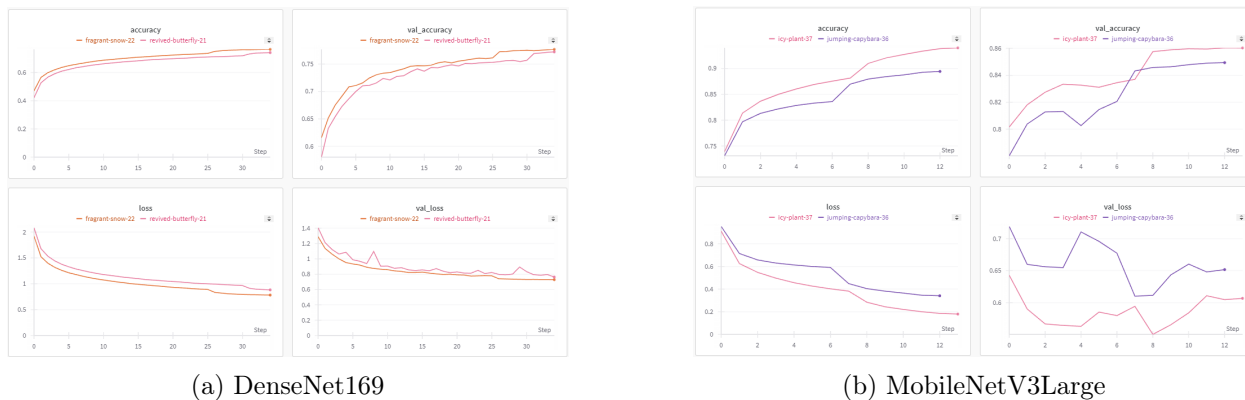 accuracy
fragrant-snow-22 revived-butterfly-21
0.6
0.4
0.2
0
Step
0 5 10 15 20 25 30
val_accuracy
fragrant-snow-22 revived-butterfly-21
0.75
0.7
0.65
0.6
Step
0 5 10 15 20 25 30
loss
fragrant-snow-22 revived-butterfly-21
2
1.5
1
0.5
0
Step
0 5 10 15 20 25 30
val_loss
fragrant-snow-22 revived-butterfly-21
1.4
1.2
1
0.8
0.6
0.4
0.2
0
Step
0 5 10 15 20 25 30
(a) DenseNet169
accuracy
icy-plant-37 jumping-capybara-36
0.9
0.85
0.8
0.75
Step
0 2 4 6 8 10 12
val_accuracy
icy-plant-37 jumping-capybara-36
0.86
0.84
0.82
0.8
Step
0 2 4 6 8 10 12
loss
icy-plant-37 jumping-capybara-36
0.8
0.6
0.4
0.2
0
Step
0 2 4 6 8 10 12
val_loss
icy-plant-37 jumping-capybara-36
0.7
0.65
0.6
Step
0 2 4 6 8 10 12
(b) MobileNetV3Large